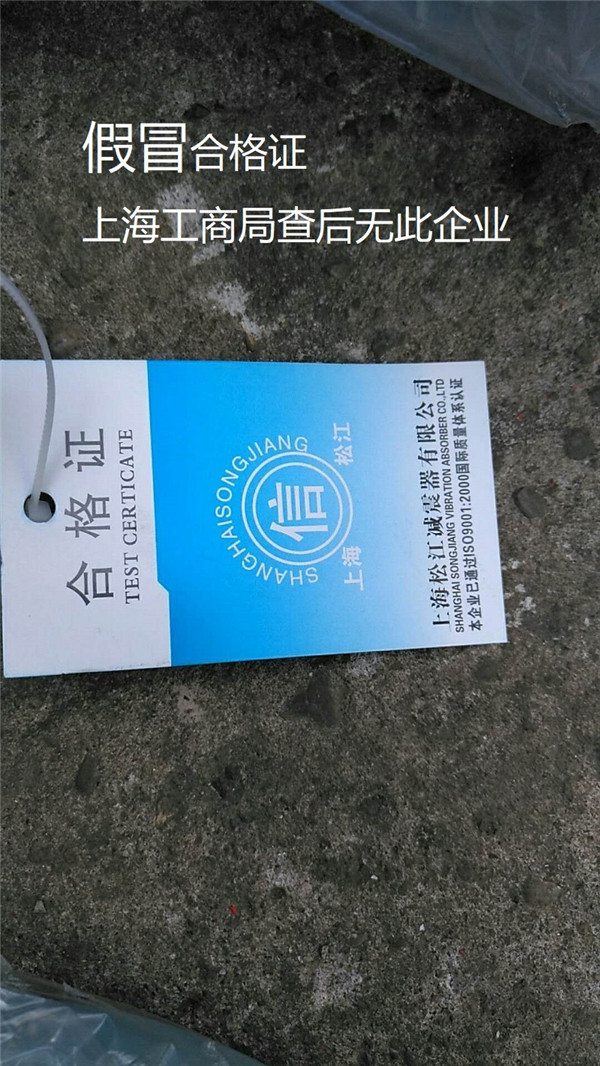 假冒合格证
上海工商局查后无此企业
合格证
TEST CERTICATE
SHANGHAISONGJIANG
信
上海 松江
上海松江减震器有限公司
SHANGHAI SONGJIANG VIBRATION ABSORBER CO.,LTD
本企业已通过ISO9001:2000国际质量体系认证